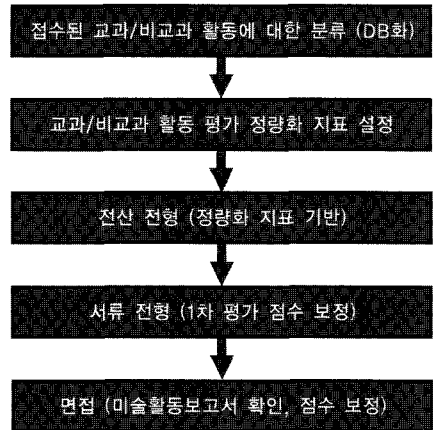 접수된 교과/비교과 활동에 대한 분류 (DB화)
교과/비교과 활동 평가 정량화 지표 설정
전산 전형 (정량화 지표 기반)
서류 전형 (1차 평가 점수 보정)
면접 (미술활동보고서 확인, 점수 보정)